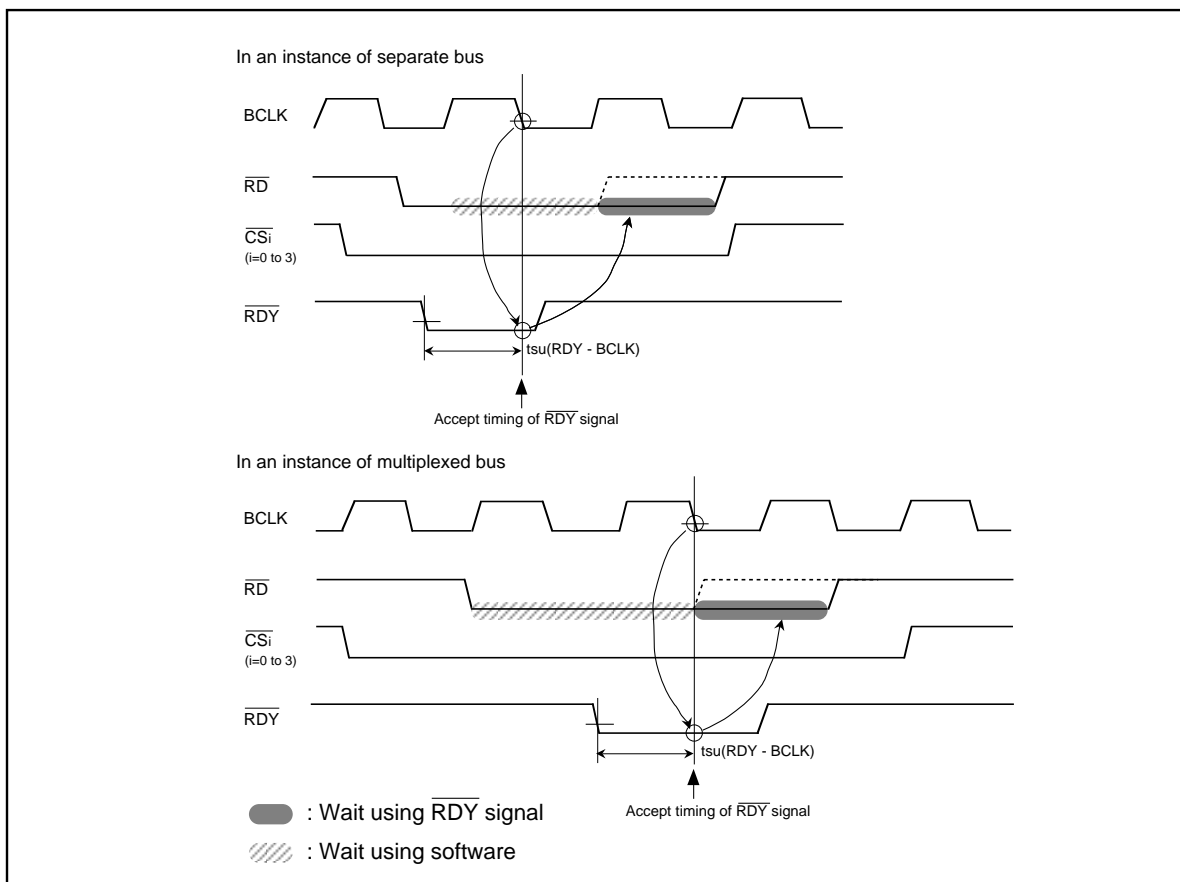 In an instance of separate bus
BCLK
RD
CSi
(i=0 to 3)
RDY
tsu(RDY - BCLK)
Accept timing of RDY signal
In an instance of multiplexed bus
BCLK
RD
CSi
(i=0 to 3)
RDY
tsu(RDY - BCLK)
Accept timing of RDY signal
: Wait using RDY signal
: Wait using software